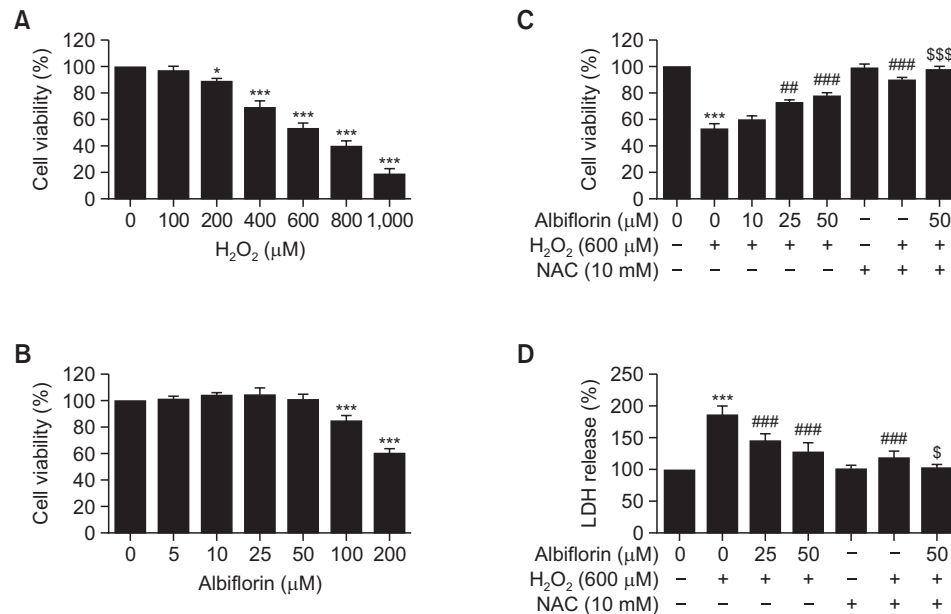 A
Cell viability (%)
120
100
80
60
40
20
0
*
***
***
***
***
0 100 200 400 600 800 1,000
H₂O₂ (μM)
B
Cell viability (%)
120
100
80
60
40
20
0
***
***
0 5 10 25 50 100 200
Albiflorin (μM)
C
Cell viability (%)
120
100
80
60
40
20
0
***
##
###
###
$$$
Albiflorin (μM) 0 0 10 25 50 – – 50
H₂O₂ (600 μM) – + + + + – + +
NAC (10 mM) – – – – – + + +
D
LDH release (%)
250
200
150
100
50
0
***
###
###
###
$
Albiflorin (μM) 0 0 25 50 – – 50
H₂O₂ (600 μM) – + + + – + +
NAC (10 mM) – – – – + + +